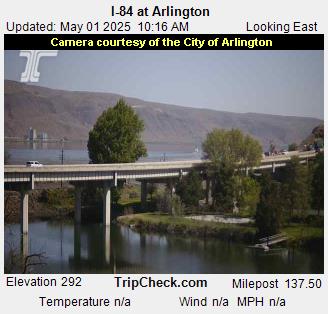 I-84 at Arlington
Updated: May 01 2025 10:16 AM Looking East
Camera courtesy of the City of Arlington
Elevation 292 TripCheck.com Milepost 137.50
Temperature n/a Wind n/a MPH n/a